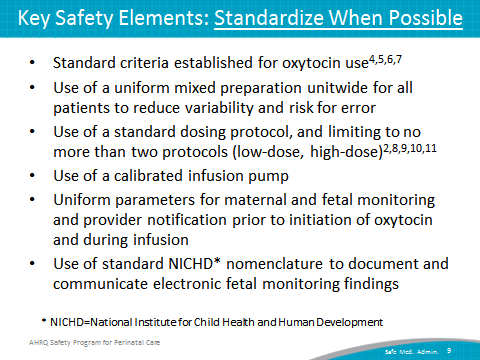 Key Safety Elements: Standardize When Possible
• Standard criteria established for oxytocin use4,5,6,7
• Use of a uniform mixed preparation unitwide for all
patients to reduce variability and risk for error
• Use of a standard dosing protocol, and limiting to no
more than two protocols (low-dose, high-dose)2,8,9,10,11
• Use of a calibrated infusion pump
• Uniform parameters for maternal and fetal monitoring
and provider notification prior to initiation of oxytocin
and during infusion
• Use of standard NICHD* nomenclature to document and
communicate electronic fetal monitoring findings
* NICHD=National Institute for Child Health and Human Development
AHRQ Safety Program for Perinatal Care
Safe Med. Admin. 9